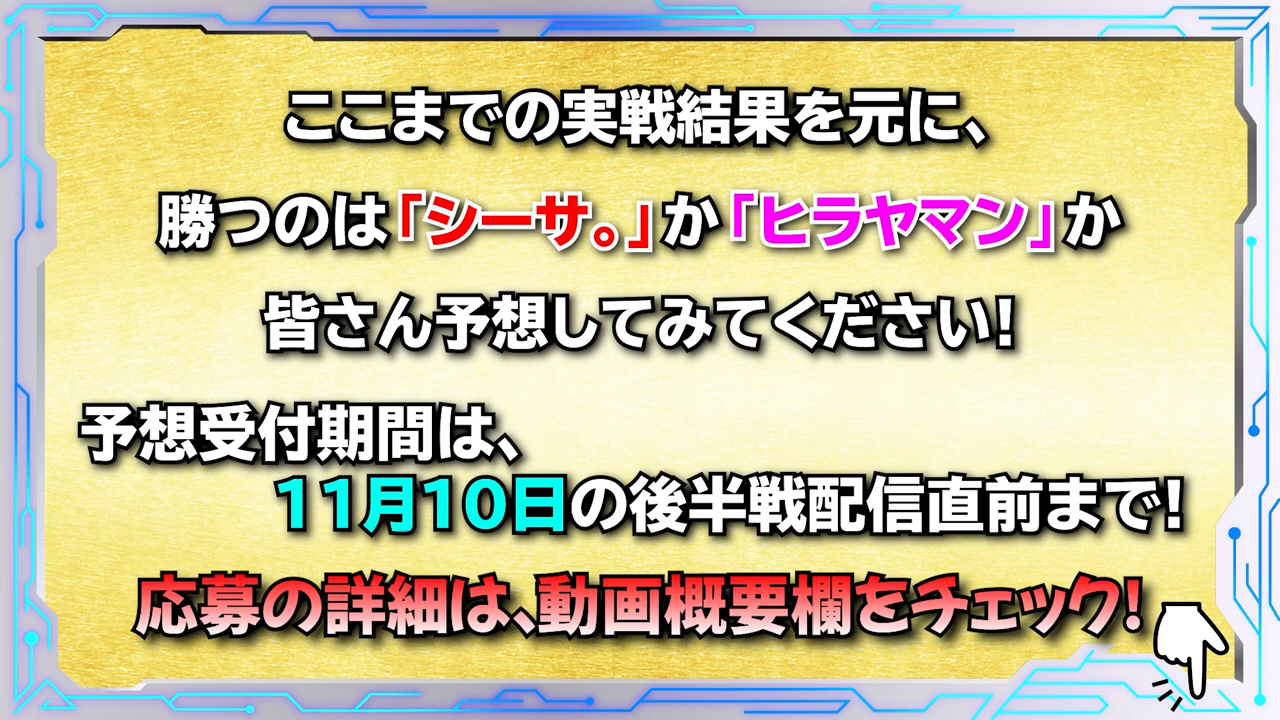 ここまでの実戦結果を元に、
勝つのは「シーサ。」か「ヒラヤマン」か
皆さん予想してみてください!
予想受付期間は、
11月10日の後半戦配信直前まで!
応募の詳細は、動画概要欄をチェック!